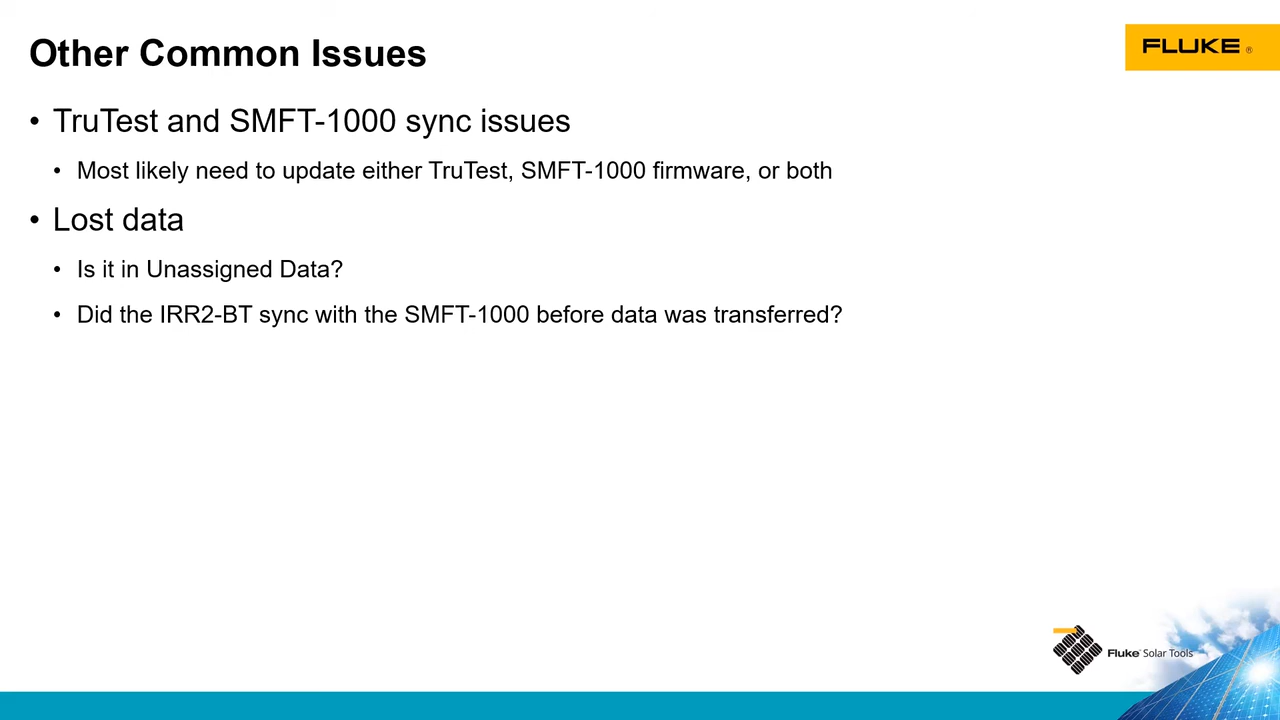 Other Common Issues
FLUKE ®
• TruTest and SMFT-1000 sync issues
• Most likely need to update either TruTest, SMFT-1000 firmware, or both
• Lost data
• Is it in Unassigned Data?
• Did the IRR2-BT sync with the SMFT-1000 before data was transferred?
Fluke Solar Tools